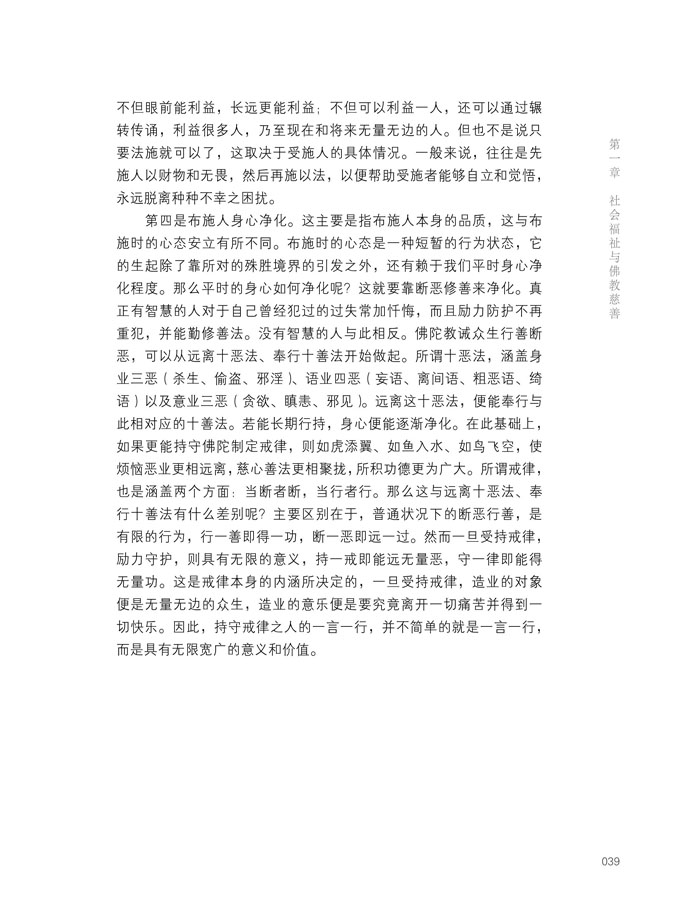 不但眼前能利益，长远更能利益；不但可以利益一人，还可以通过辗
转传诵，利益很多人，乃至现在和将来无量无边的人。但也不是说只
要法施就可以了，这取决于受施人的具体情况。一般来说，往往是先
施人以财物和无畏，然后再施以法，以便帮助受施者能够自立和觉悟，
永远脱离种种不幸之困扰。
第四是布施人身心净化。这主要是指布施人本身的品质，这与布
施时的心态安立有所不同。布施时的心态是一种短暂的行为状态，它
的生起除了靠所对的殊胜境界的引发之外，还有赖于我们平时身心净
化程度。那么平时的身心如何净化呢？这就要靠断恶修善来净化。真
正有智慧的人对于自己曾经犯过的过失常加忏悔，而且励力防护不再
重犯，并能勤修善法。没有智慧的人与此相反。佛陀教诫众生行善断
恶，可以从远离十恶法、奉行十善法开始做起。所谓十恶法，涵盖身
业三恶（杀生、偷盗、邪淫）、语业四恶（妄语、离间语、粗恶语、绮
语）以及意业三恶（贪欲、瞋恚、邪见）。远离这十恶法，便能奉行与
此相对应的十善法。若能长期行持，身心便能逐渐净化。在此基础上，
如果更能持守佛陀制定戒律，则如虎添翼、如鱼入水、如鸟飞空，使
烦恼恶业更相远离，慈心善法更相聚拢，所积功德更为广大。所谓戒律，
也是涵盖两个方面：当断者断，当行者行。那么这与远离十恶法、奉
行十善法有什么差别呢？主要区别在于，普通状况下的断恶行善，是
有限的行为，行一善即得一功，断一恶即远一过。然而一旦受持戒律，
励力守护，则具有无限的意义，持一戒即能远无量恶，守一律即能得
无量功。这是戒律本身的内涵所决定的，一旦受持戒律，造业的对象
便是无量无边的众生，造业的意乐便是要究竟离开一切痛苦并得到一
切快乐。因此，持守戒律之人的一言一行，并不简单的就是一言一行，
而是具有无限宽广的意义和价值。
第一章 社会福祉与佛教慈善
039